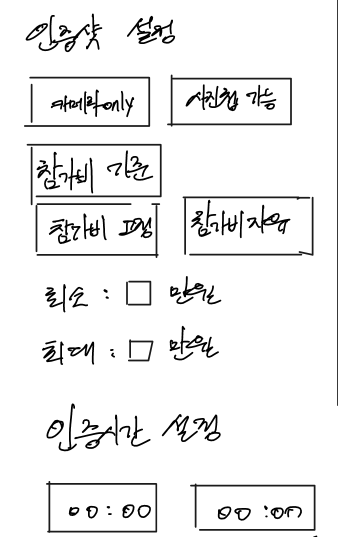 인증샷 설정
카메라only 사진첩 가능
참가비 기준
참가비 고정 참가비자유
최소 : 만원
최대 : 만원
인증시간 설정
00:00 00:00